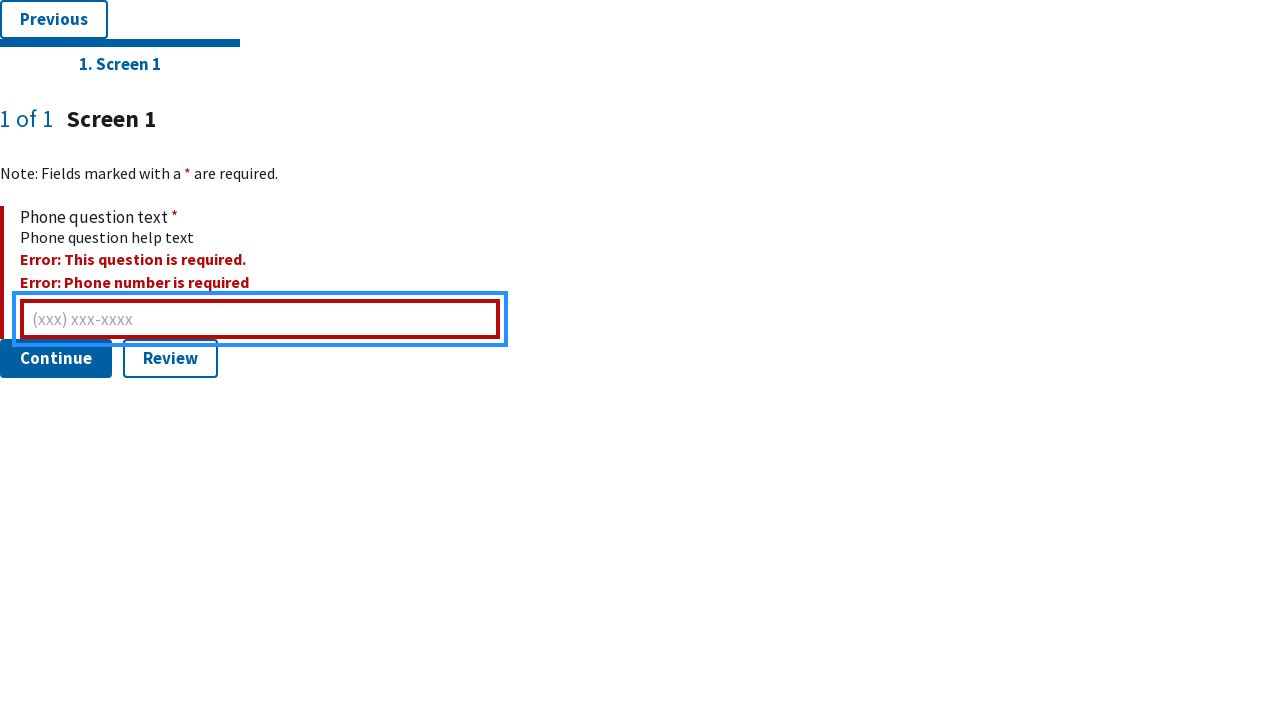 Previous
1. Screen 1
1 of 1 Screen 1
Note: Fields marked with a * are required.
Phone question text *
Phone question help text
Error: This question is required.
Error: Phone number is required
(xxx) xxx-xxxx
Continue Review